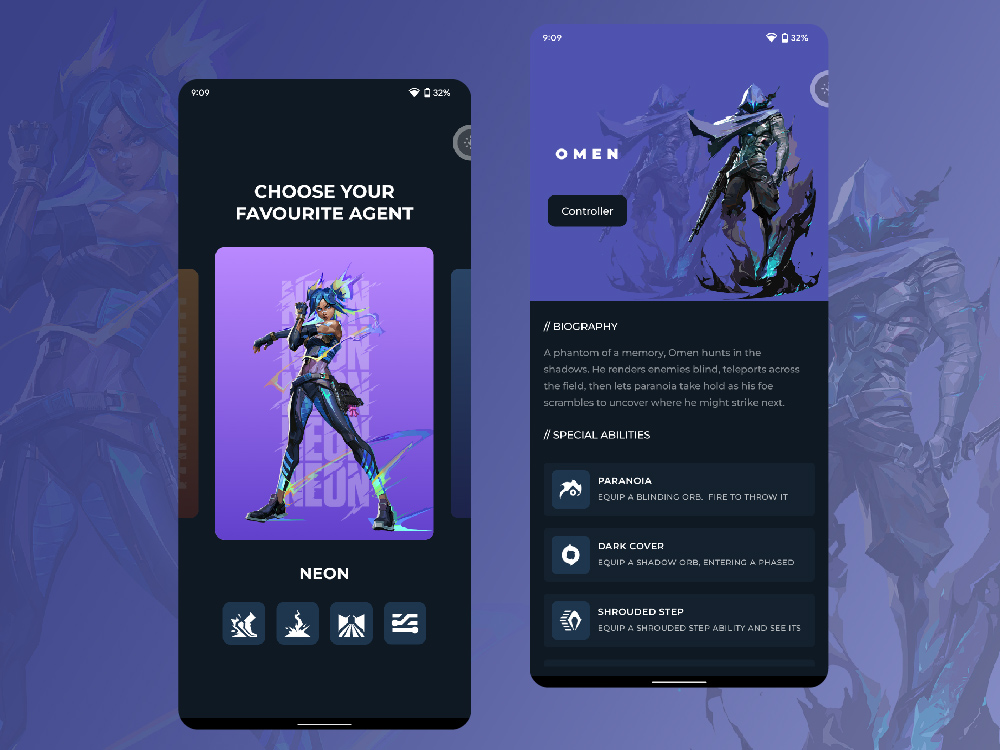 9:09
32%
CHOOSE YOUR
FAVOURITE AGENT
NEON
NEON
NEON
NEON
NEON
NEON
NEON
9:09
32%
OMEN
Controller
// BIOGRAPHY
A phantom of a memory, Omen hunts in the
shadows. He renders enemies blind, teleports across
the field, then lets paranoia take hold as his foe
scrambles to uncover where he might strike next.
// SPECIAL ABILITIES
PARANOIA
EQUIP A BLINDING ORB. FIRE TO THROW IT
DARK COVER
EQUIP A SHADOW ORB, ENTERING A PHASED
SHROUDED STEP
EQUIP A SHROUDED STEP ABILITY AND SEE ITS